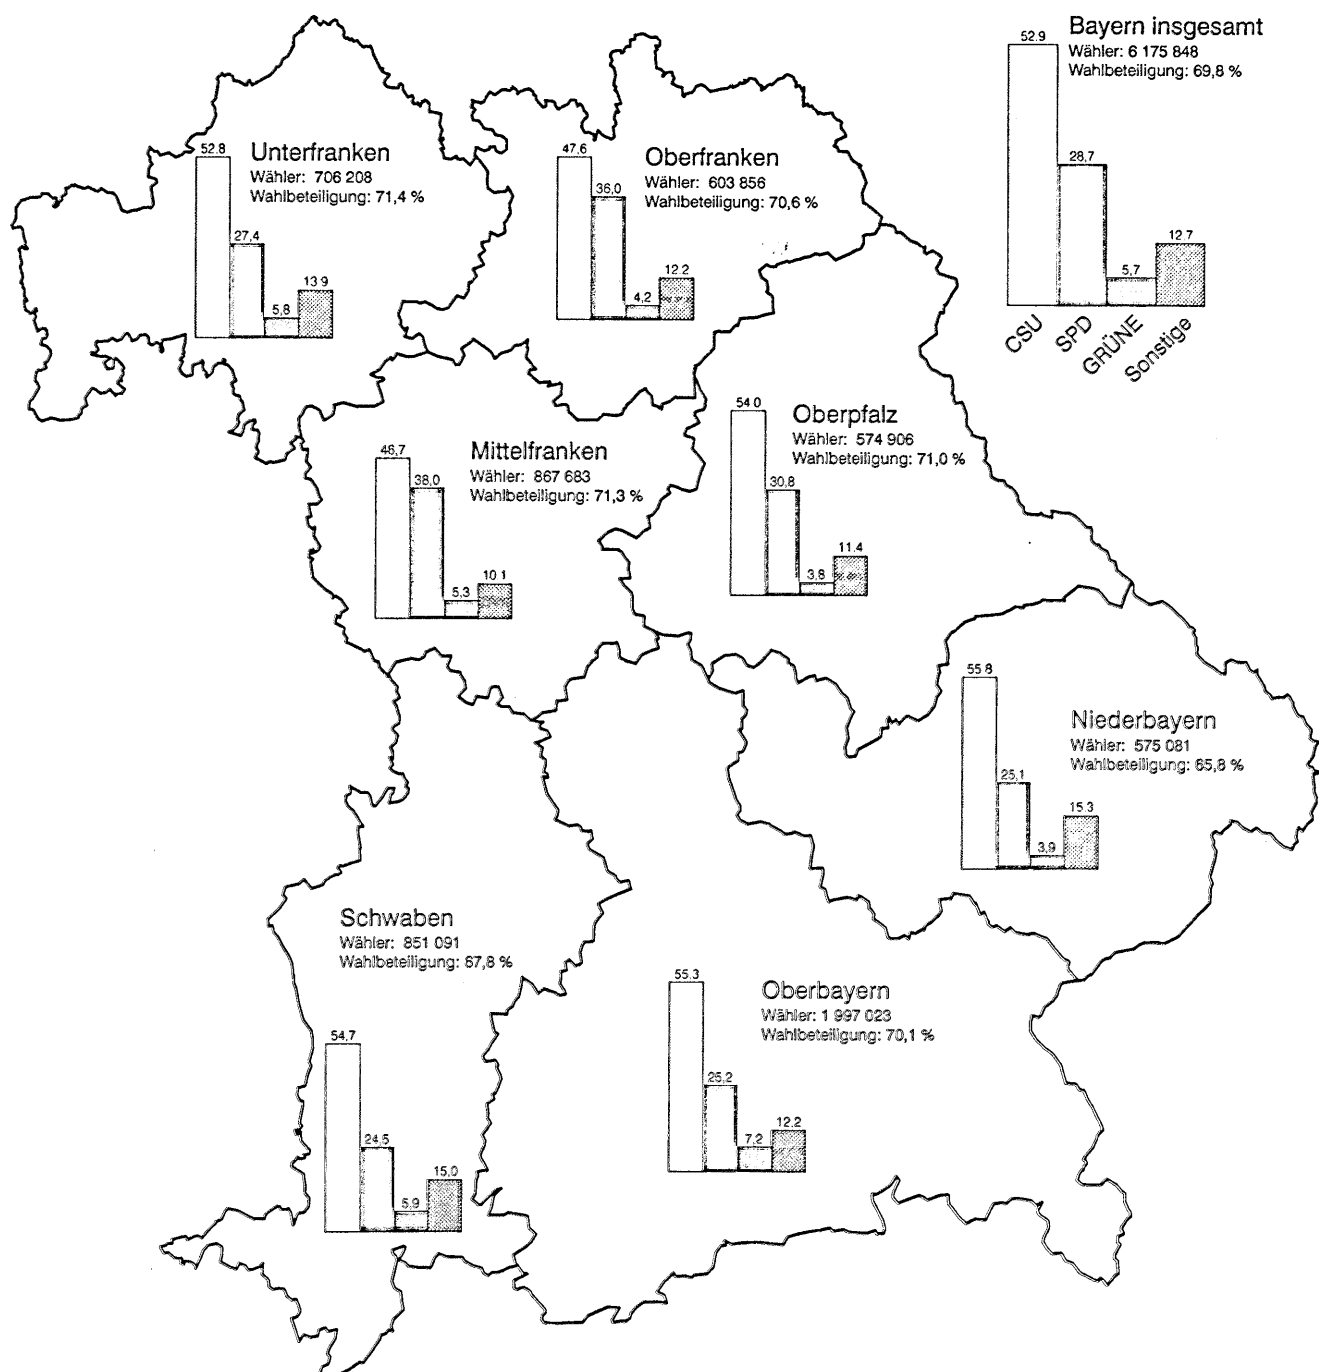 Bayern insgesamt
Wähler: 6 175 848
Wahlbeteiligung: 69,8 %
52.9
28,7
5,7
12.7
CSU
SPD
GRÜNE
Sonstige
Unterfranken
Wähler: 706 208
Wahlbeteiligung: 71,4 %
52.8
27,4
5,8
13 9
Oberfranken
Wähler: 603 856
Wahlbeteiligung: 70,6 %
47,6
36,0
4,2
12.2
Mittelfranken
Wähler: 867 683
Wahlbeteiligung: 71,3 %
46,7
38,0
5,3
10 1
Oberpfalz
Wähler: 574 906
Wahlbeteiligung: 71,0 %
54 0
30,8
3,8
11.4
Niederbayern
Wähler: 575 081
Wahlbeteiligung: 65,8 %
55 8
25,1
3,9
15.3
Schwaben
Wähler: 851 091
Wahlbeteiligung: 67,8 %
54,7
24,5
5,9
15,0
Oberbayern
Wähler: 1 997 023
Wahlbeteiligung: 70,1 %
55.3
25,2
7,2
12.2